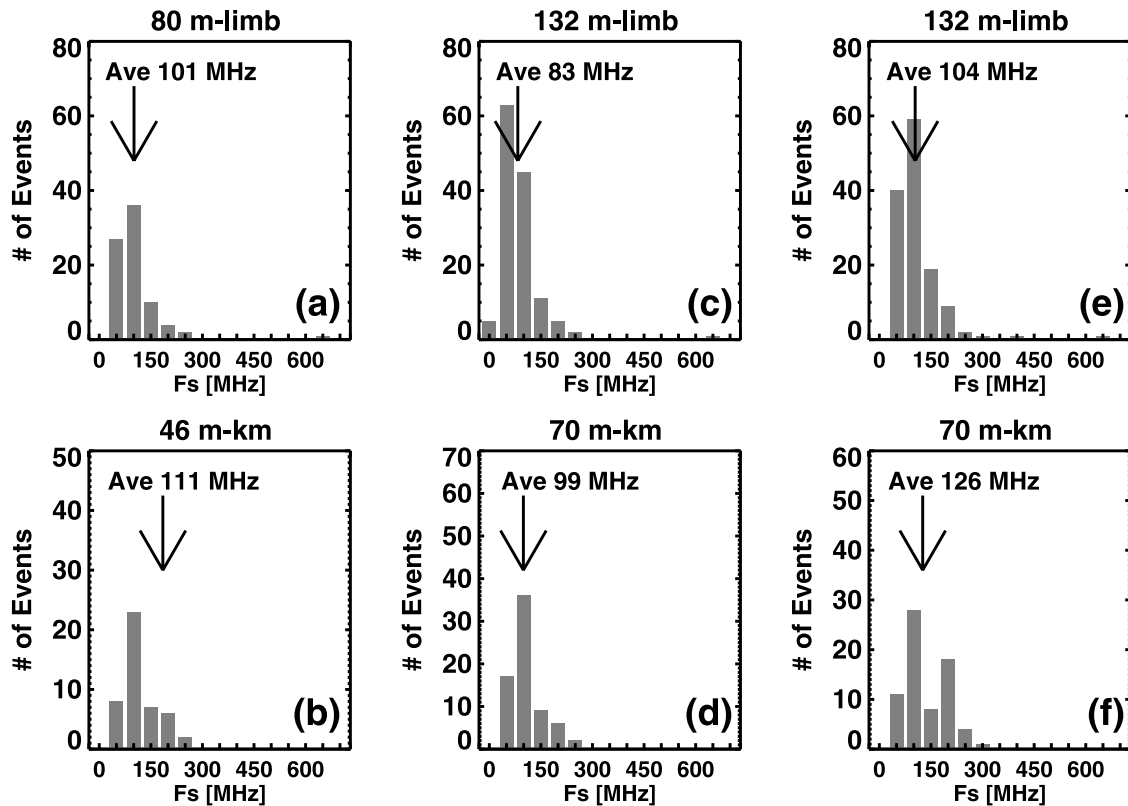 80 m-limb
80
60
40
20
0
Ave 101 MHz
# of Events
(a)
0 150 300 450 600
Fs [MHz]
132 m-limb
80
60
40
20
0
Ave 83 MHz
# of Events
(c)
0 150 300 450 600
Fs [MHz]
132 m-limb
80
60
40
20
0
Ave 104 MHz
# of Events
(e)
0 150 300 450 600
Fs [MHz]
46 m-km
50
40
30
20
10
0
Ave 111 MHz
# of Events
(b)
0 150 300 450 600
Fs [MHz]
70 m-km
70
60
50
40
30
20
10
0
Ave 99 MHz
# of Events
(d)
0 150 300 450 600
Fs [MHz]
70 m-km
60
50
40
30
20
10
0
Ave 126 MHz
# of Events
(f)
0 150 300 450 600
Fs [MHz]